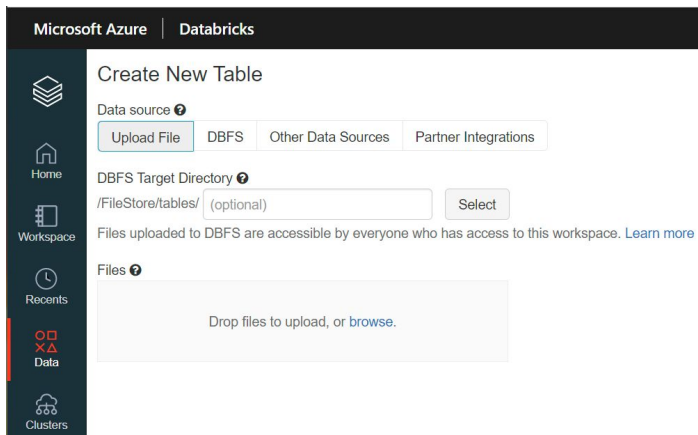 Microsoft Azure Databricks
Create New Table
Data source
Upload File DBFS Other Data Sources Partner Integrations
DBFS Target Directory
/FileStore/tables/ (optional) Select
Files uploaded to DBFS are accessible by everyone who has access to this workspace. Learn more
Files
Drop files to upload, or browse.
Home
Workspace
Recents
Data
Clusters